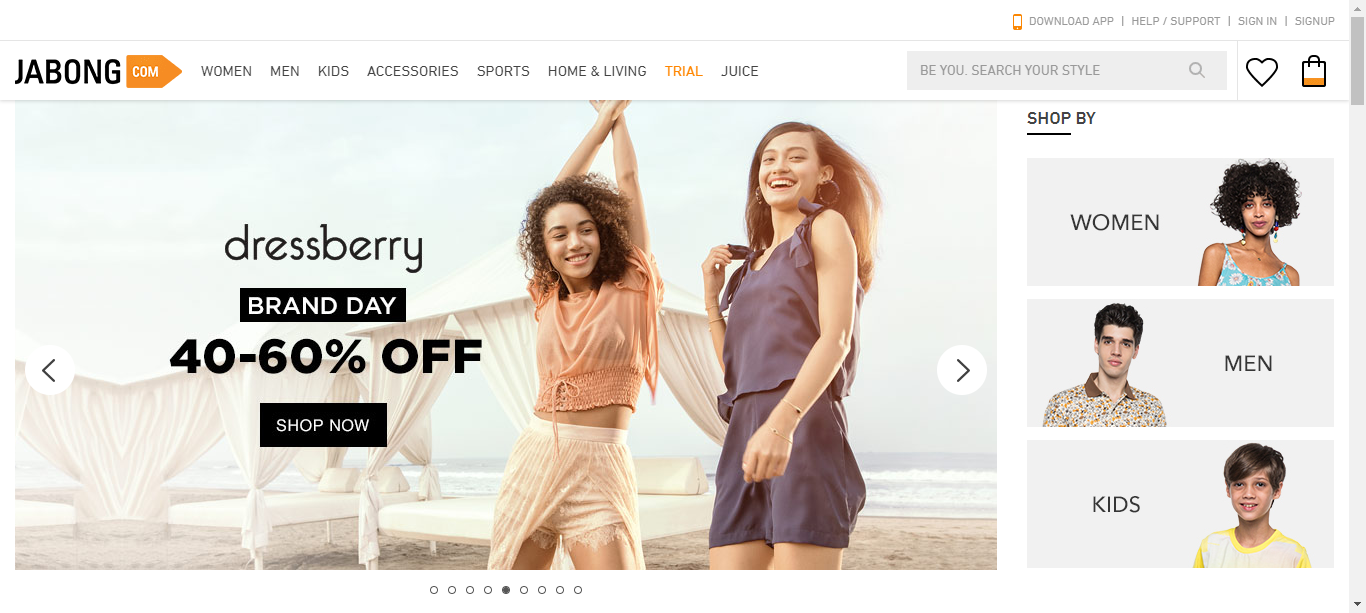 DOWNLOAD APP | HELP / SUPPORT | SIGN IN | SIGNUP
JABONG COM WOMEN MEN KIDS ACCESSORIES SPORTS HOME & LIVING TRIAL JUICE BE YOU. SEARCH YOUR STYLE
dressberry
BRAND DAY
40-60% OFF
SHOP NOW
SHOP BY
WOMEN
MEN
KIDS